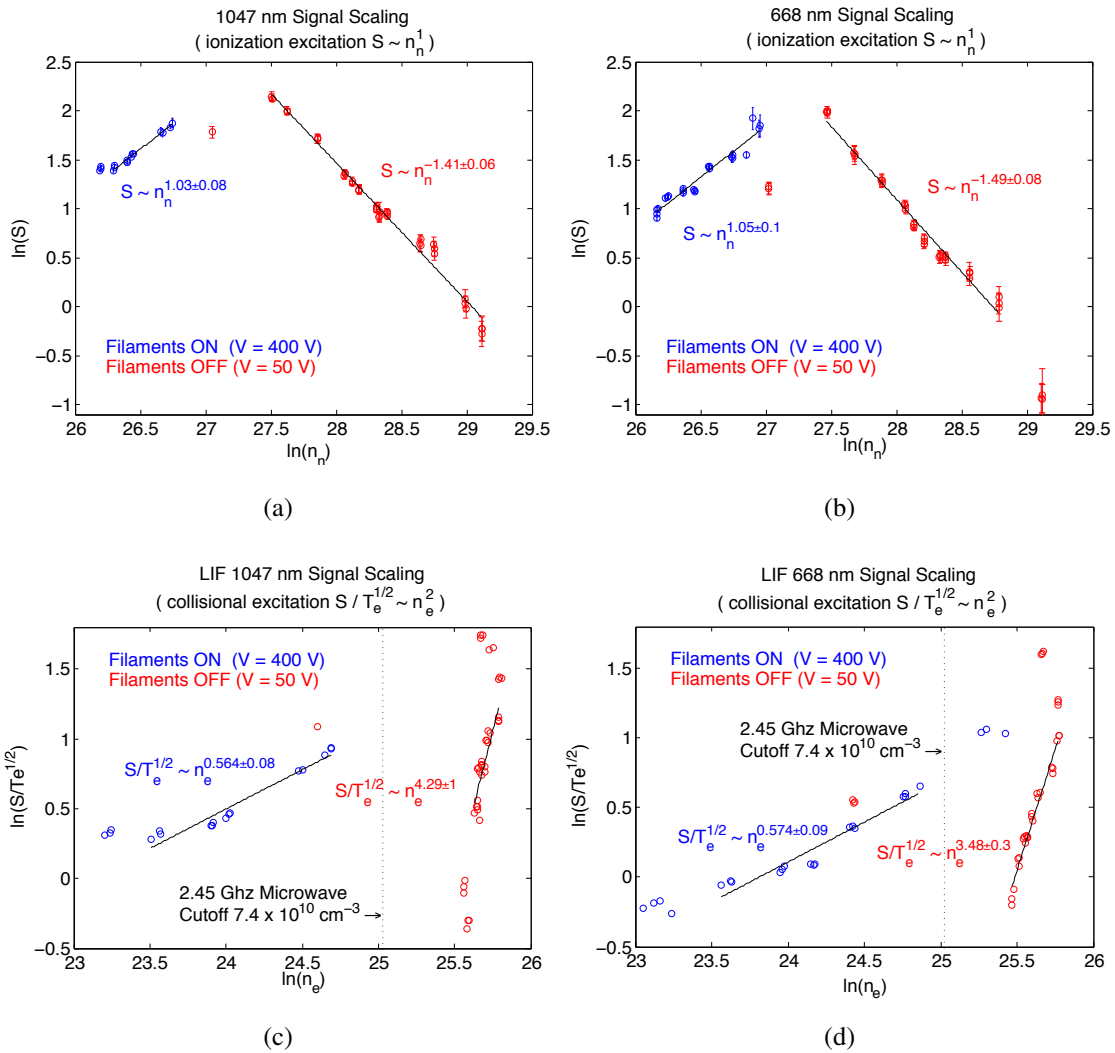 1047 nm Signal Scaling
( ionization excitation S ~ n_n^1 )
ln(S)
2.5
2
1.5
1
0.5
0
−0.5
−1
S ~ n_n^1.03±0.08
S ~ n_n^−1.41±0.06
Filaments ON (V = 400 V)
Filaments OFF (V = 50 V)
26 26.5 27 27.5 28 28.5 29 29.5
ln(n_n)
(a)
668 nm Signal Scaling
( ionization excitation S ~ n_n^1 )
ln(S)
2.5
2
1.5
1
0.5
0
−0.5
−1
S ~ n_n^1.05±0.1
S ~ n_n^−1.49±0.08
Filaments ON (V = 400 V)
Filaments OFF (V = 50 V)
26 26.5 27 27.5 28 28.5 29 29.5
ln(n_n)
(b)
LIF 1047 nm Signal Scaling
( collisional excitation S / T_e^1/2 ~ n_e^2 )
ln(S/Te^1/2)
1.5
1
0.5
0
−0.5
Filaments ON (V = 400 V)
Filaments OFF (V = 50 V)
S/T_e^1/2 ~ n_e^0.564±0.08
S/T_e^1/2 ~ n_e^4.29±1
2.45 Ghz Microwave
Cutoff 7.4 x 10^10 cm^−3 →
23 23.5 24 24.5 25 25.5 26
ln(n_e)
(c)
LIF 668 nm Signal Scaling
( collisional excitation S / T_e^1/2 ~ n_e^2 )
ln(S/Te^1/2)
1.5
1
0.5
0
−0.5
Filaments ON (V = 400 V)
Filaments OFF (V = 50 V)
2.45 Ghz Microwave
Cutoff 7.4 x 10^10 cm^−3 →
S/T_e^1/2 ~ n_e^0.574±0.09
S/T_e^1/2 ~ n_e^3.48±0.3
23 23.5 24 24.5 25 25.5 26
ln(n_e)
(d)